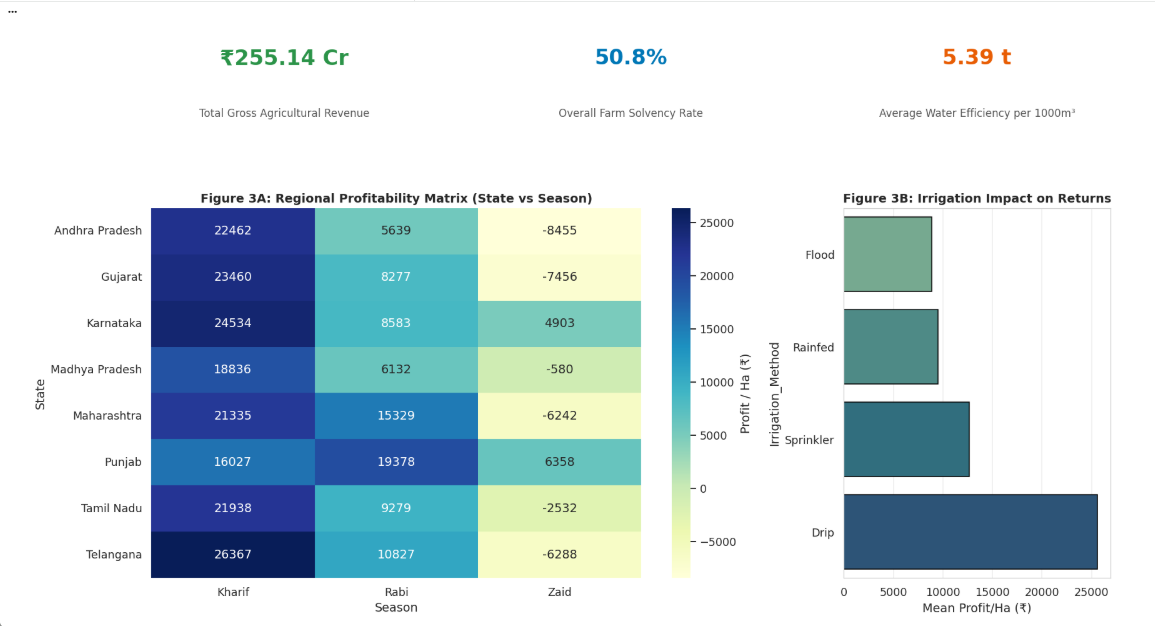 ...
₹255.14 Cr 50.8% 5.39 t
Total Gross Agricultural Revenue Overall Farm Solvency Rate Average Water Efficiency per 1000m³
Figure 3A: Regional Profitability Matrix (State vs Season)
Andhra Pradesh 22462 5639 -8455
Gujarat 23460 8277 -7456
Karnataka 24534 8583 4903
Madhya Pradesh 18836 6132 -580
Maharashtra 21335 15329 -6242
Punjab 16027 19378 6358
Tamil Nadu 21938 9279 -2532
Telangana 26367 10827 -6288
State
Kharif Rabi Zaid
Season
25000
20000
15000
10000
5000
0
−5000
Profit / Ha (₹)
Figure 3B: Irrigation Impact on Returns
Irrigation_Method
Flood
Rainfed
Sprinkler
Drip
0 5000 10000 15000 20000 25000
Mean Profit/Ha (₹)